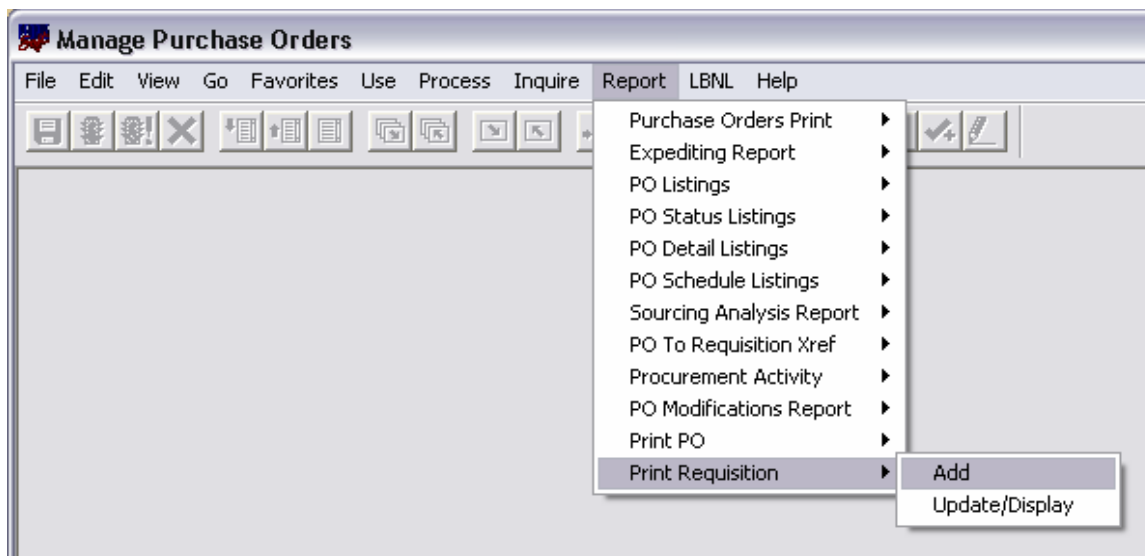 Manage Purchase Orders
File Edit View Go Favorites Use Process Inquire Report LBNL Help
Purchase Orders Print
Expediting Report
PO Listings
PO Status Listings
PO Detail Listings
PO Schedule Listings
Sourcing Analysis Report
PO To Requisition Xref
Procurement Activity
PO Modifications Report
Print PO
Print Requisition
Add
Update/Display